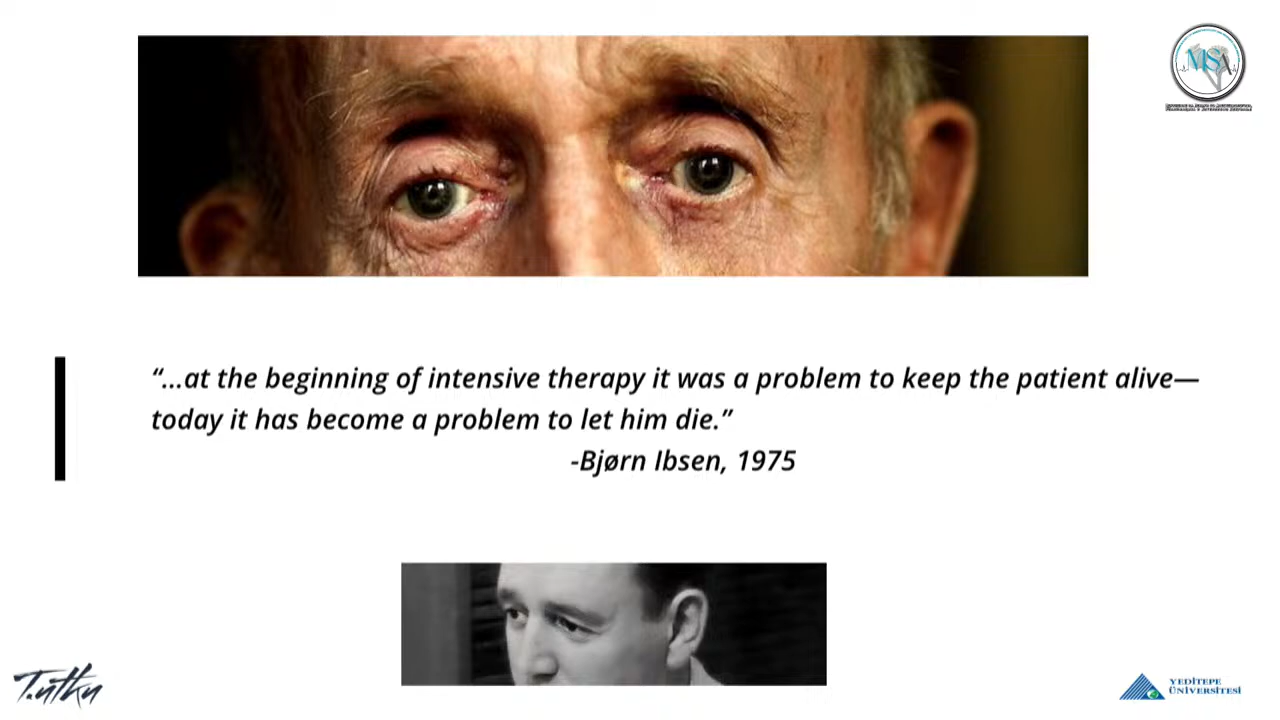 MSA
“...at the beginning of intensive therapy it was a problem to keep the patient alive—
today it has become a problem to let him die.”
-Bjørn Ibsen, 1975
T.utku
YEDİTEPE
ÜNİVERSİTESİ